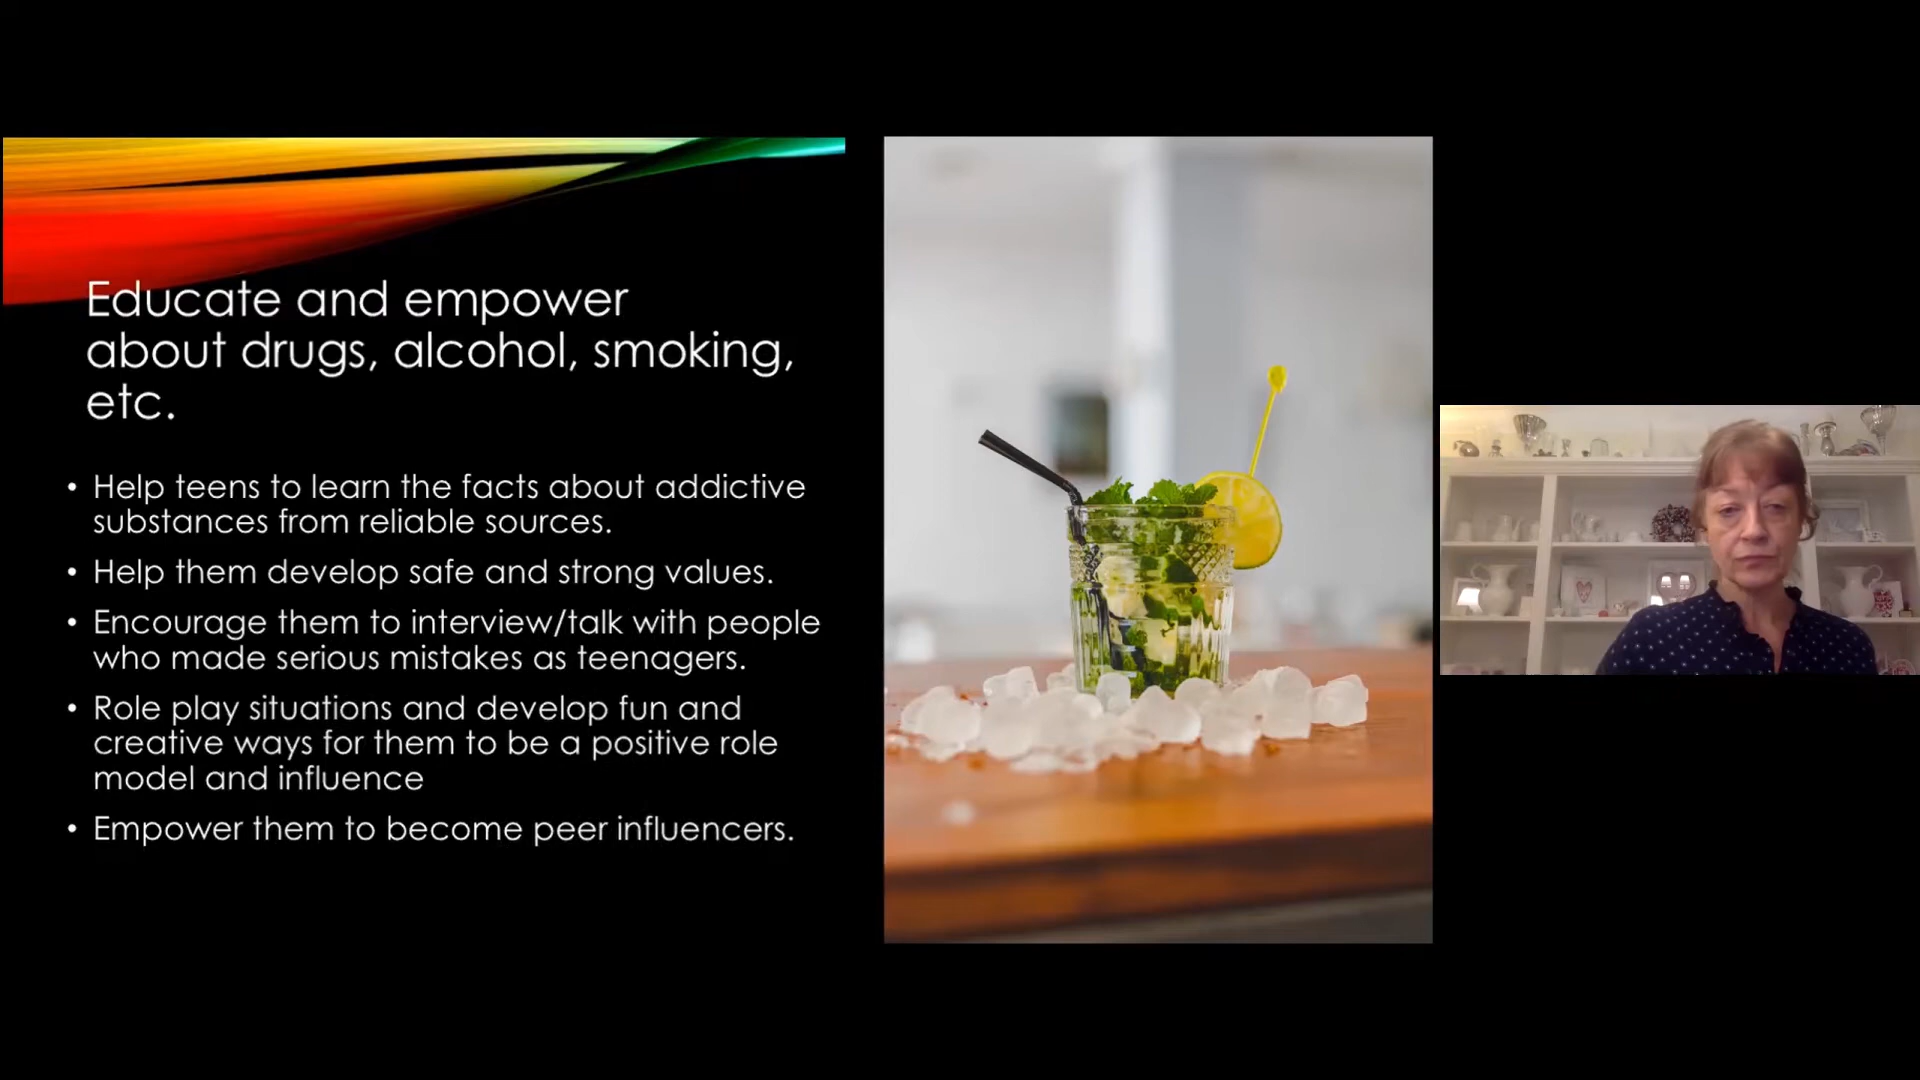 Educate and empower
about drugs, alcohol, smoking,
etc.
• Help teens to learn the facts about addictive
substances from reliable sources.
• Help them develop safe and strong values.
• Encourage them to interview/talk with people
who made serious mistakes as teenagers.
• Role play situations and develop fun and
creative ways for them to be a positive role
model and influence
• Empower them to become peer influencers.